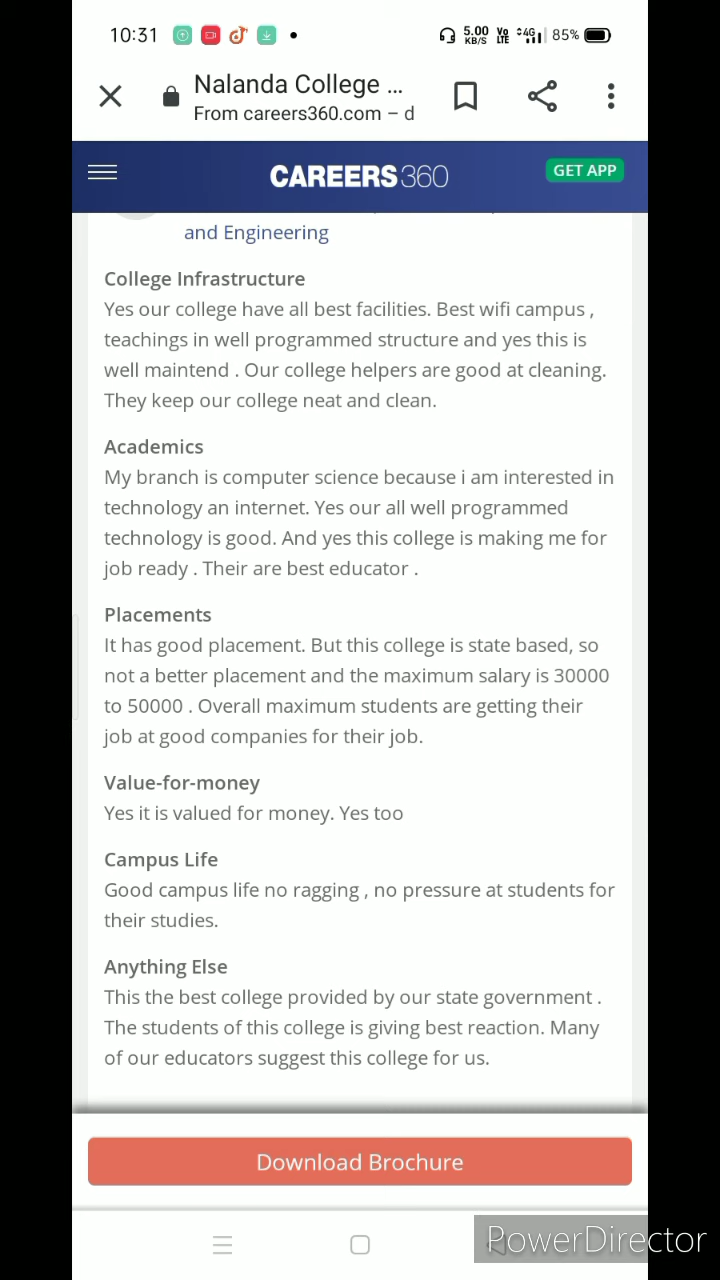 10:31 5.00 KB/S Vo LTE 4G 85%
Nalanda College ...
From careers360.com – d
CAREERS360
GET APP
and Engineering
College Infrastructure
Yes our college have all best facilities. Best wifi campus ,
teachings in well programmed structure and yes this is
well maintend . Our college helpers are good at cleaning.
They keep our college neat and clean.
Academics
My branch is computer science because i am interested in
technology an internet. Yes our all well programmed
technology is good. And yes this college is making me for
job ready . Their are best educator .
Placements
It has good placement. But this college is state based, so
not a better placement and the maximum salary is 30000
to 50000 . Overall maximum students are getting their
job at good companies for their job.
Value-for-money
Yes it is valued for money. Yes too
Campus Life
Good campus life no ragging , no pressure at students for
their studies.
Anything Else
This the best college provided by our state government .
The students of this college is giving best reaction. Many
of our educators suggest this college for us.
Download Brochure
PowerDirector